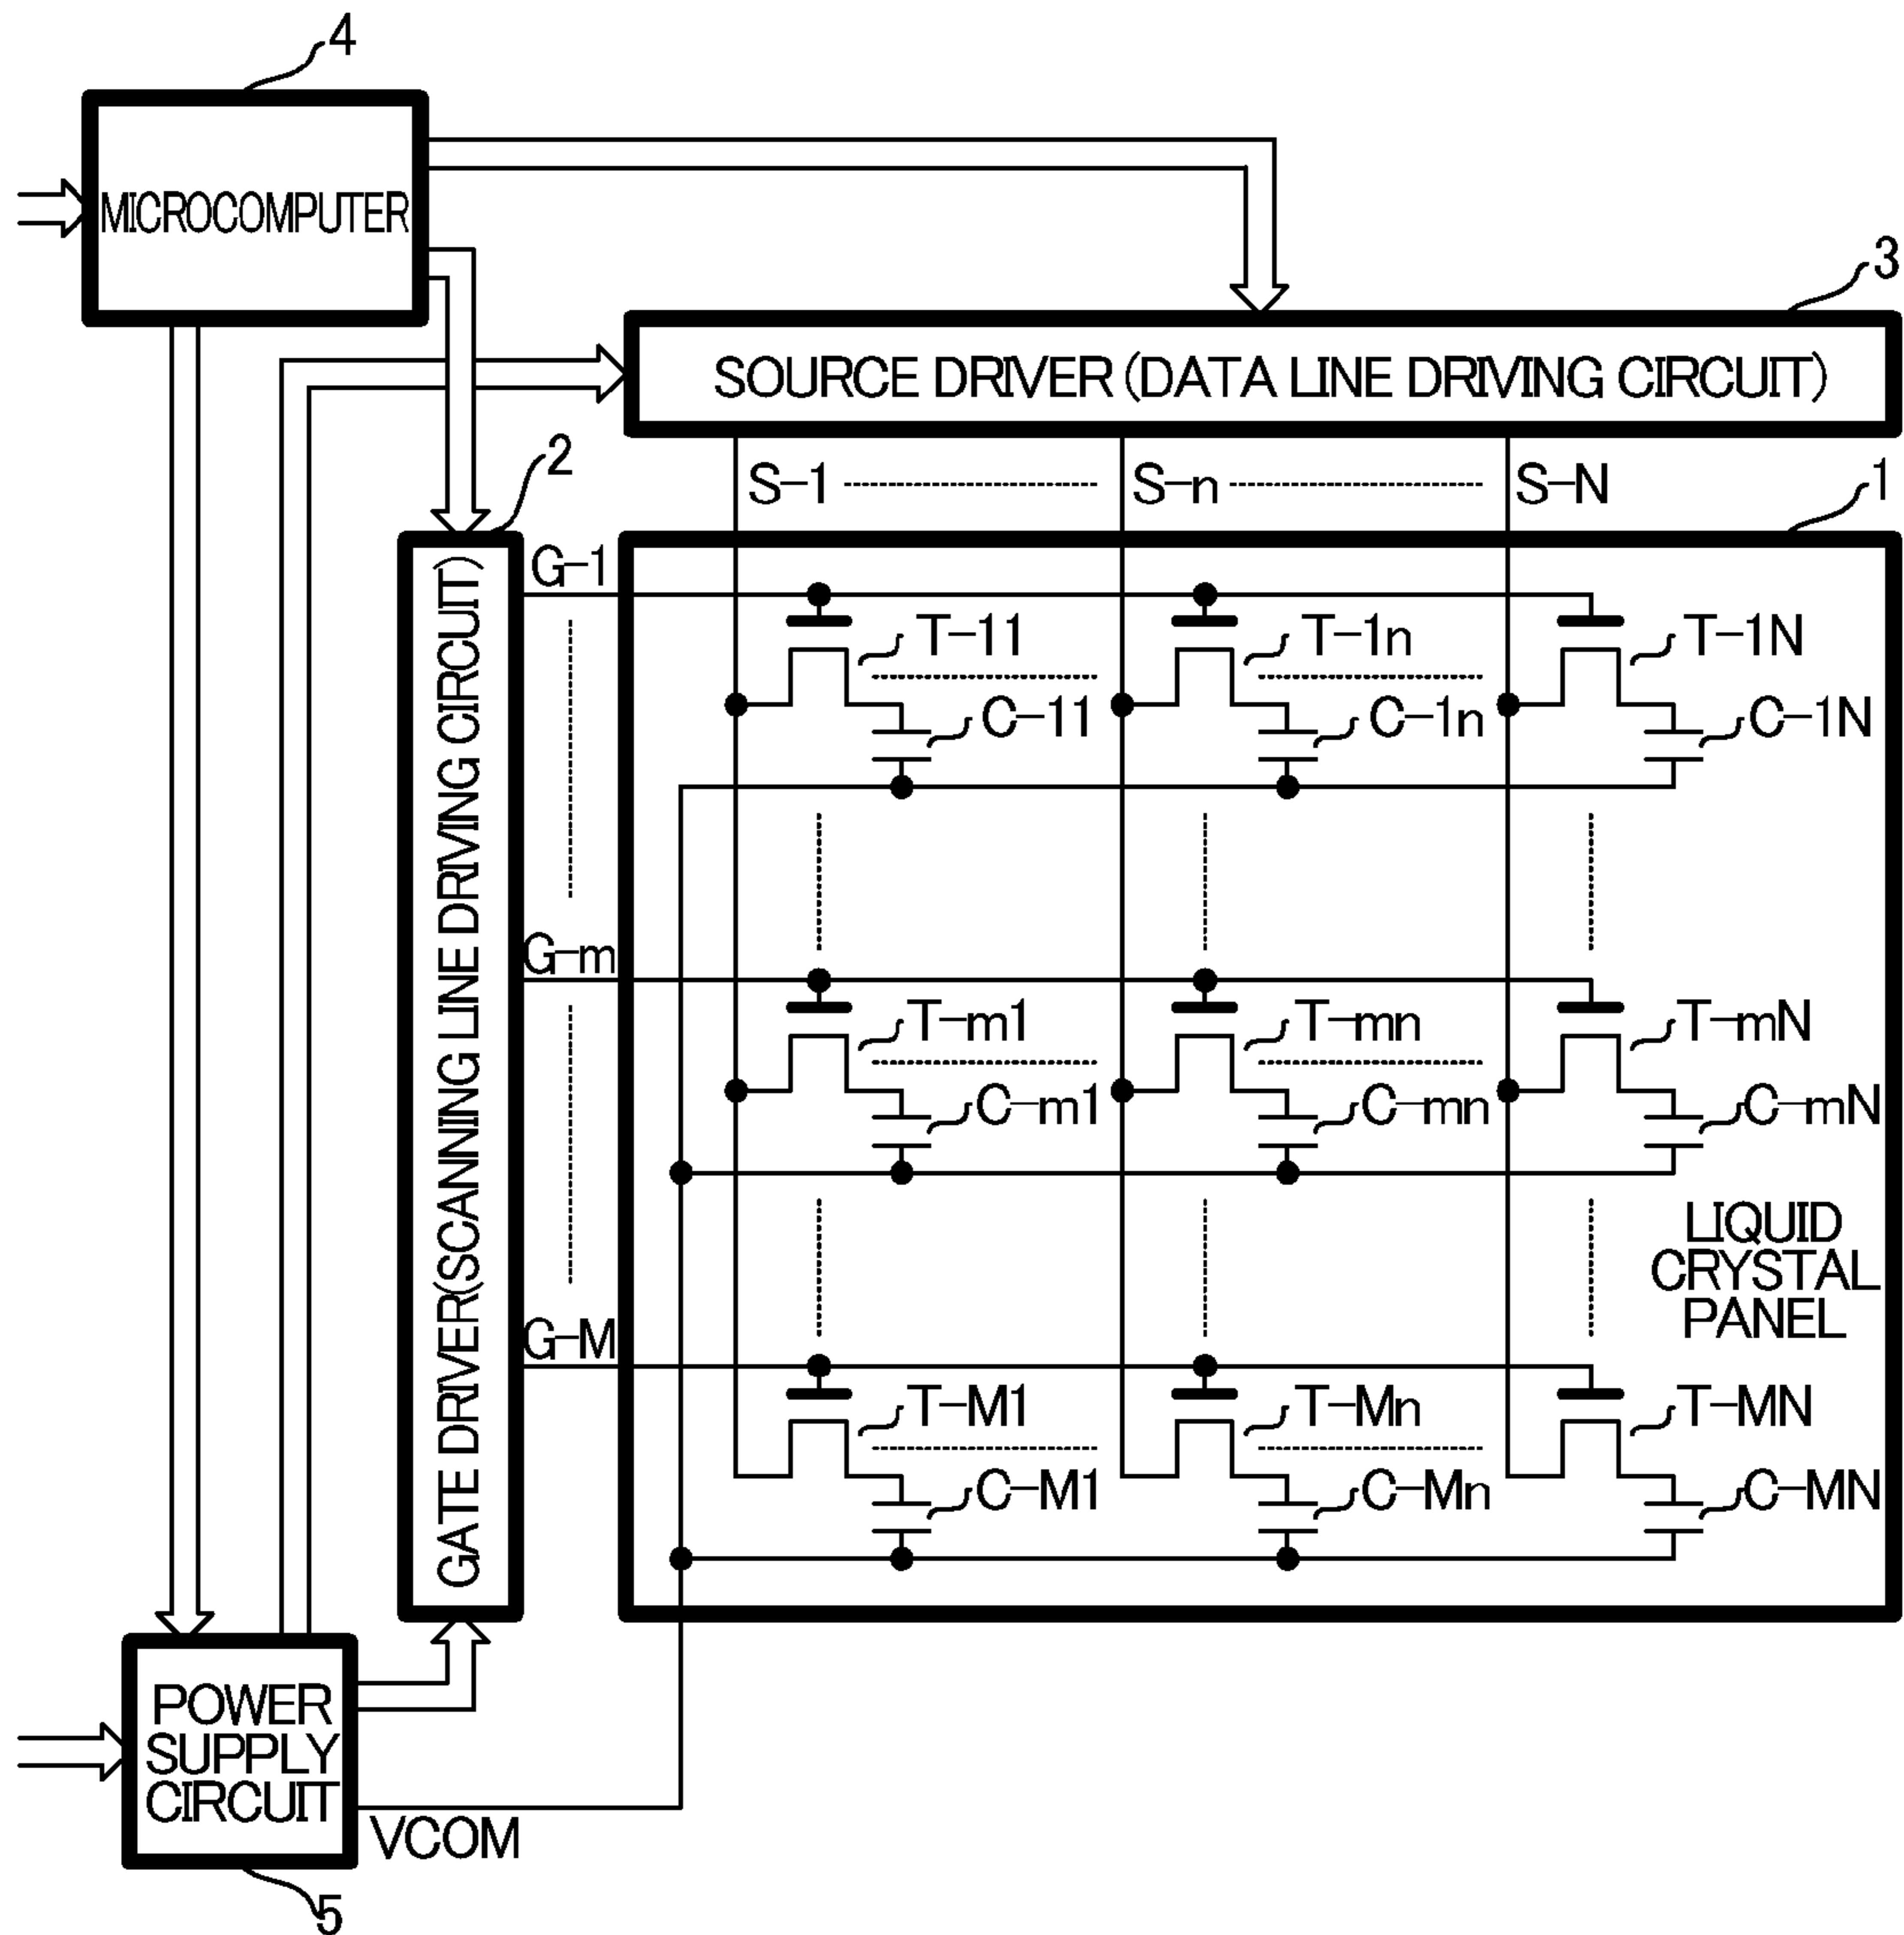 4
MICROCOMPUTER
3
SOURCE DRIVER (DATA LINE DRIVING CIRCUIT)
2
S-1
S-n
S-N
1
GATE DRIVER(SCANNING LINE DRIVING CIRCUIT)
G-1
T-11
T-1n
T-1N
C-11
C-1n
C-1N
G-m
T-m1
T-mn
T-mN
C-m1
C-mn
C-mN
LIQUID
CRYSTAL
PANEL
G-M
T-M1
T-Mn
T-MN
C-M1
C-Mn
C-MN
POWER
SUPPLY
CIRCUIT
VCOM
5